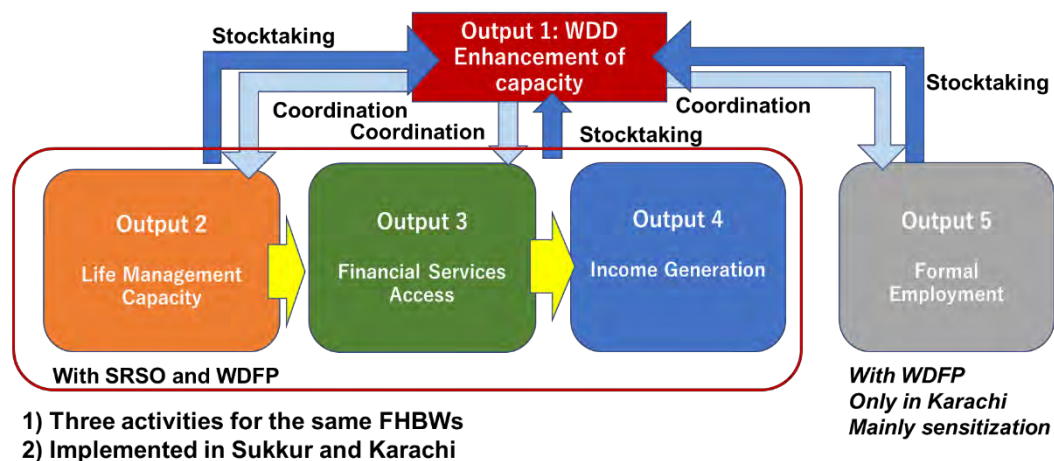 Output 1: WDD
Enhancement of
capacity
Stocktaking
Coordination
Coordination
Stocktaking
Coordination
Stocktaking
Output 2
Life Management
Capacity
Output 3
Financial Services
Access
Output 4
Income Generation
Output 5
Formal
Employment
With SRSO and WDFP
With WDFP
Only in Karachi
Mainly sensitization
1) Three activities for the same FHBWs
2) Implemented in Sukkur and Karachi